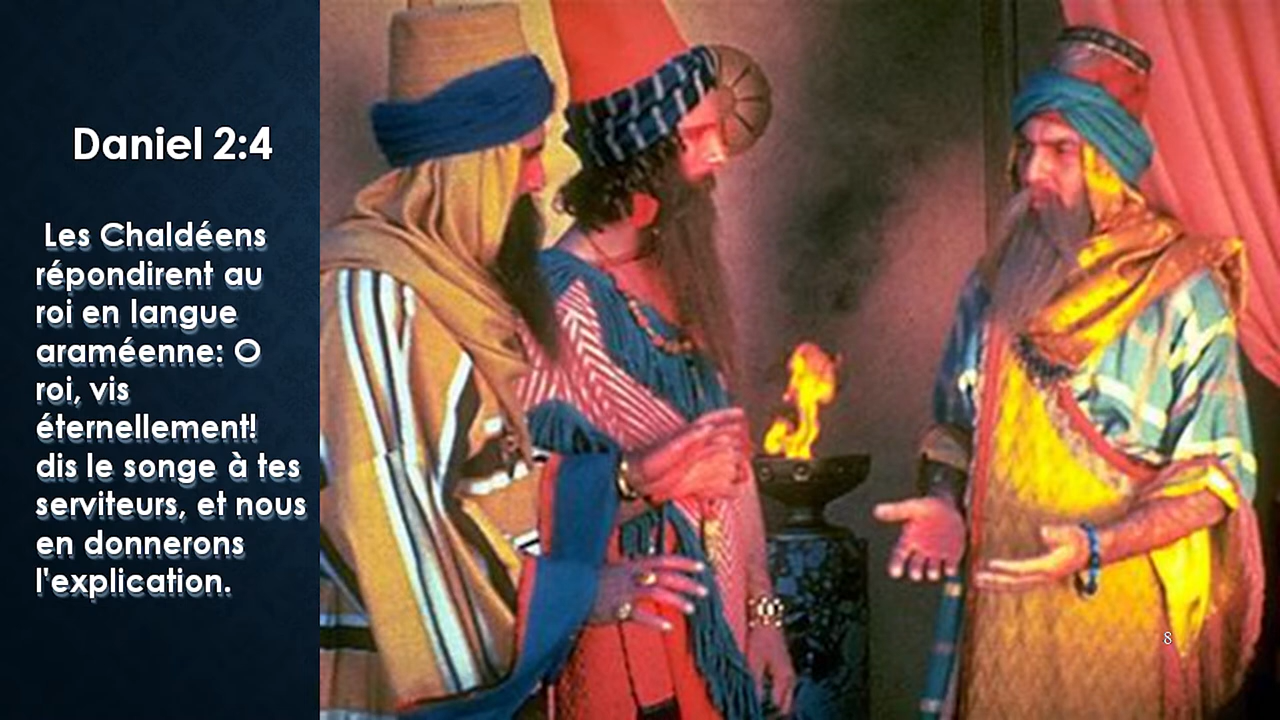 Daniel 2:4
Les Chaldéens
répondirent au
roi en langue
araméenne: O
roi, vis
éternellement!
dis le songe à tes
serviteurs, et nous
en donnerons
l'explication.
8